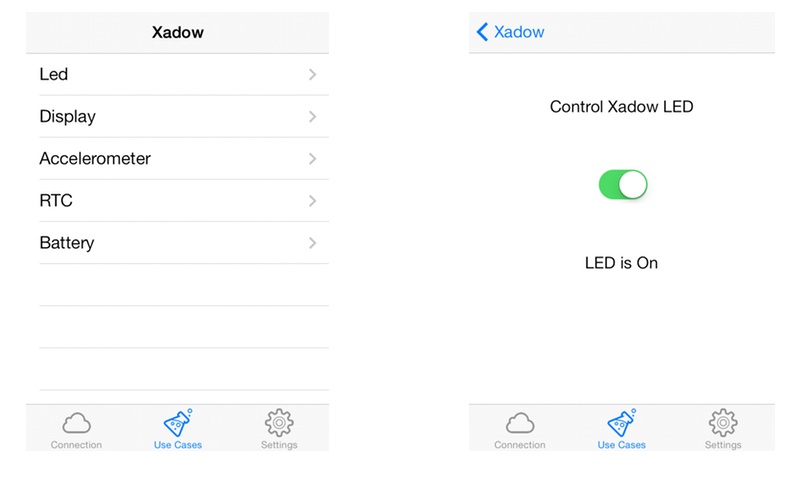 Xadow
Led
Display
Accelerometer
RTC
Battery
Connection
Use Cases
Settings
Xadow
Control Xadow LED
LED is On
Connection
Use Cases
Settings